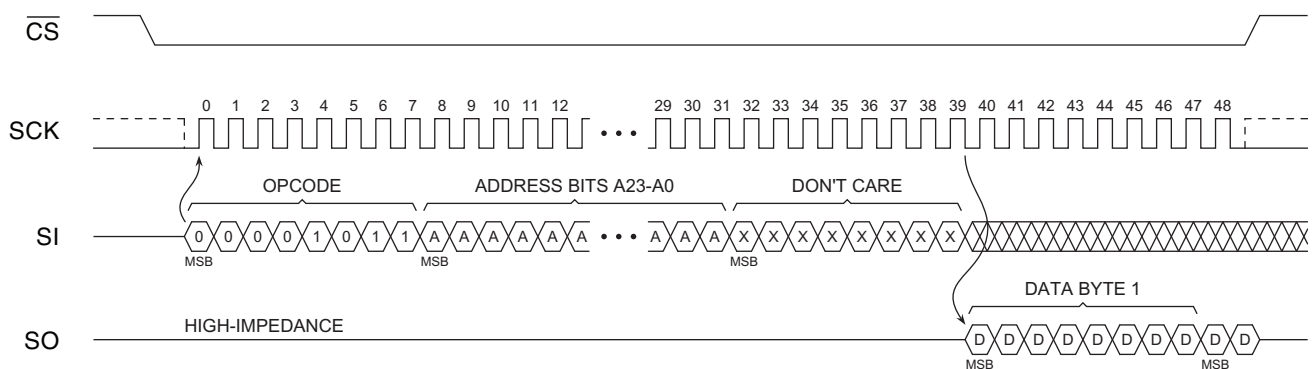 CS
SCK
0 1 2 3 4 5 6 7 8 9 10 11 12 29 30 31 32 33 34 35 36 37 38 39 40 41 42 43 44 45 46 47 48
OPCODE ADDRESS BITS A23-A0 DON'T CARE
SI
0 0 0 0 1 0 1 1 A A A A A A A A A X X X X X X X X
MSB MSB MSB
DATA BYTE 1
HIGH-IMPEDANCE
SO
D D D D D D D D D D
MSB MSB